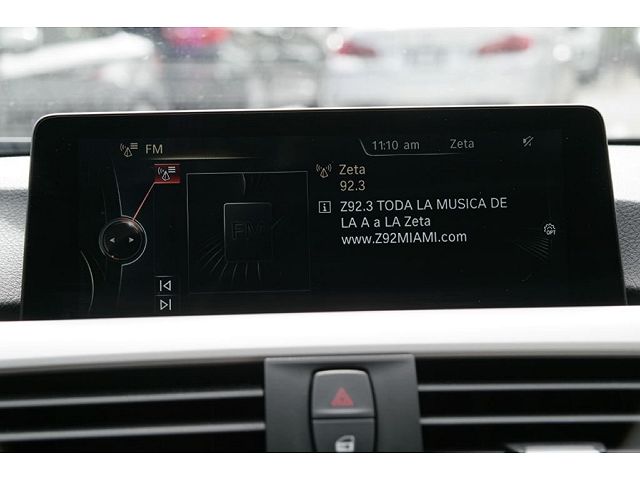 FM
11:10 am Zeta
Zeta
92.3
Z92.3 TODA LA MUSICA DE
LA A a LA Zeta
www.Z92MIAMI.com
FM
OPT